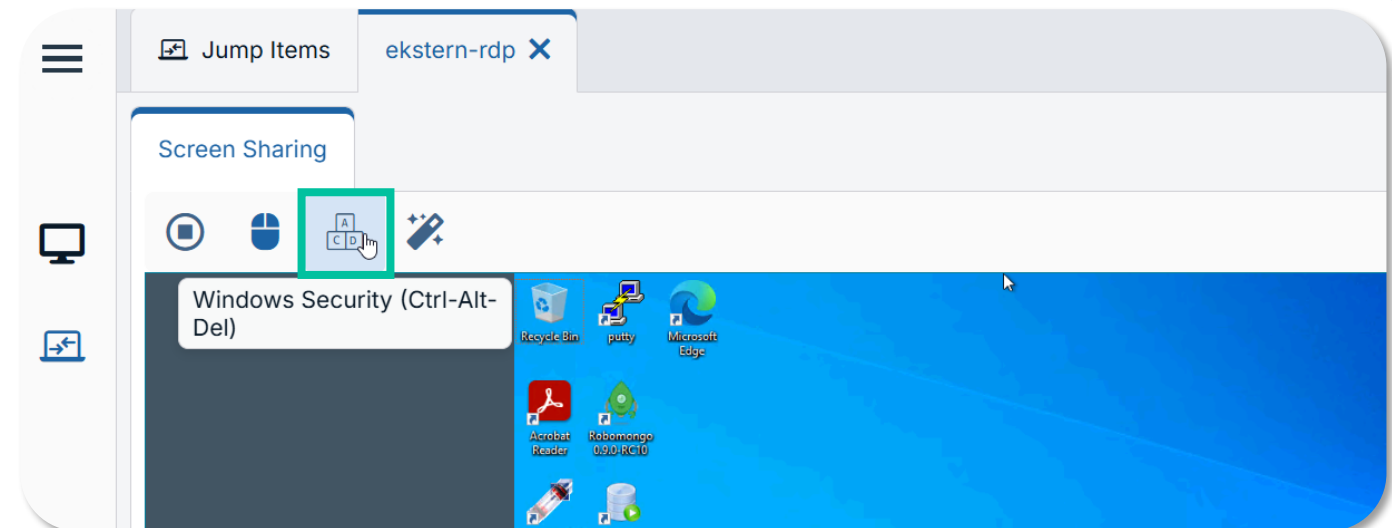 Jump Items
ekstern-rdp
Screen Sharing
A
C D
Windows Security (Ctrl-Alt-
Del)
Recycle Bin
putty
Microsoft
Edge
Acrobat
Reader
Robomongo
0.9.0-RC10